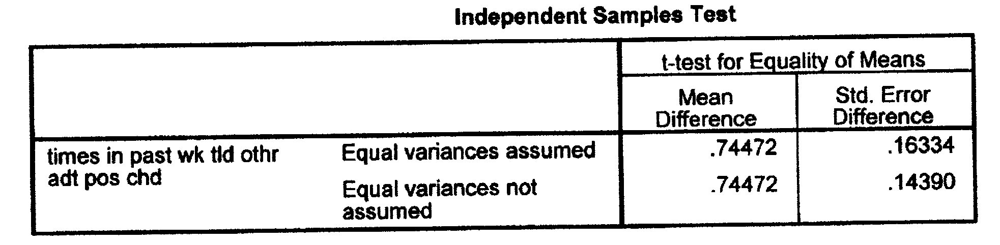 Independent Samples Test
t-test for Equality of Means
Mean Difference
Std. Error Difference
times in past wk tld othr adt pos chd
Equal variances assumed
.74472
.16334
Equal variances not assumed
.74472
.14390